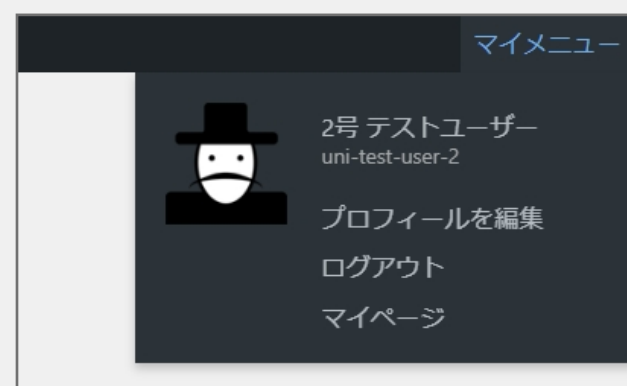 マイメニュー
2号 テストユーザー
uni-test-user-2
プロフィールを編集
ログアウト
マイページ